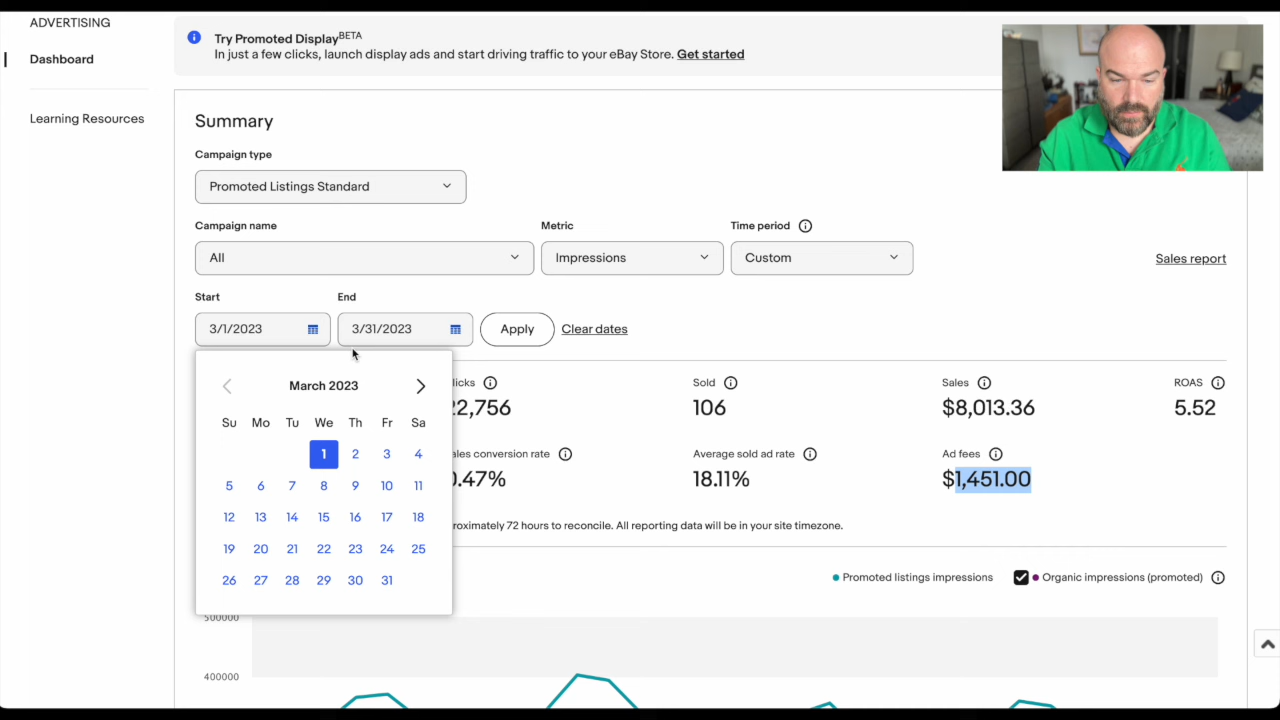 ADVERTISING
Dashboard
Learning Resources
Try Promoted DisplayBETA
In just a few clicks, launch display ads and start driving traffic to your eBay Store. Get started
Summary
Campaign type
Promoted Listings Standard
Campaign name
Metric
Time period
All
Impressions
Custom
Sales report
Start
End
3/1/2023
3/31/2023
Apply
Clear dates
March 2023
Su Mo Tu We Th Fr Sa
1 2 3 4
5 6 7 8 9 10 11
12 13 14 15 16 17 18
19 20 21 22 23 24 25
26 27 28 29 30 31
licks
22,756
Sold
106
Sales
$8,013.36
ROAS
5.52
ales conversion rate
0.47%
Average sold ad rate
18.11%
Ad fees
$1,451.00
roximately 72 hours to reconcile. All reporting data will be in your site timezone.
Promoted listings impressions
Organic impressions (promoted)
500000
400000